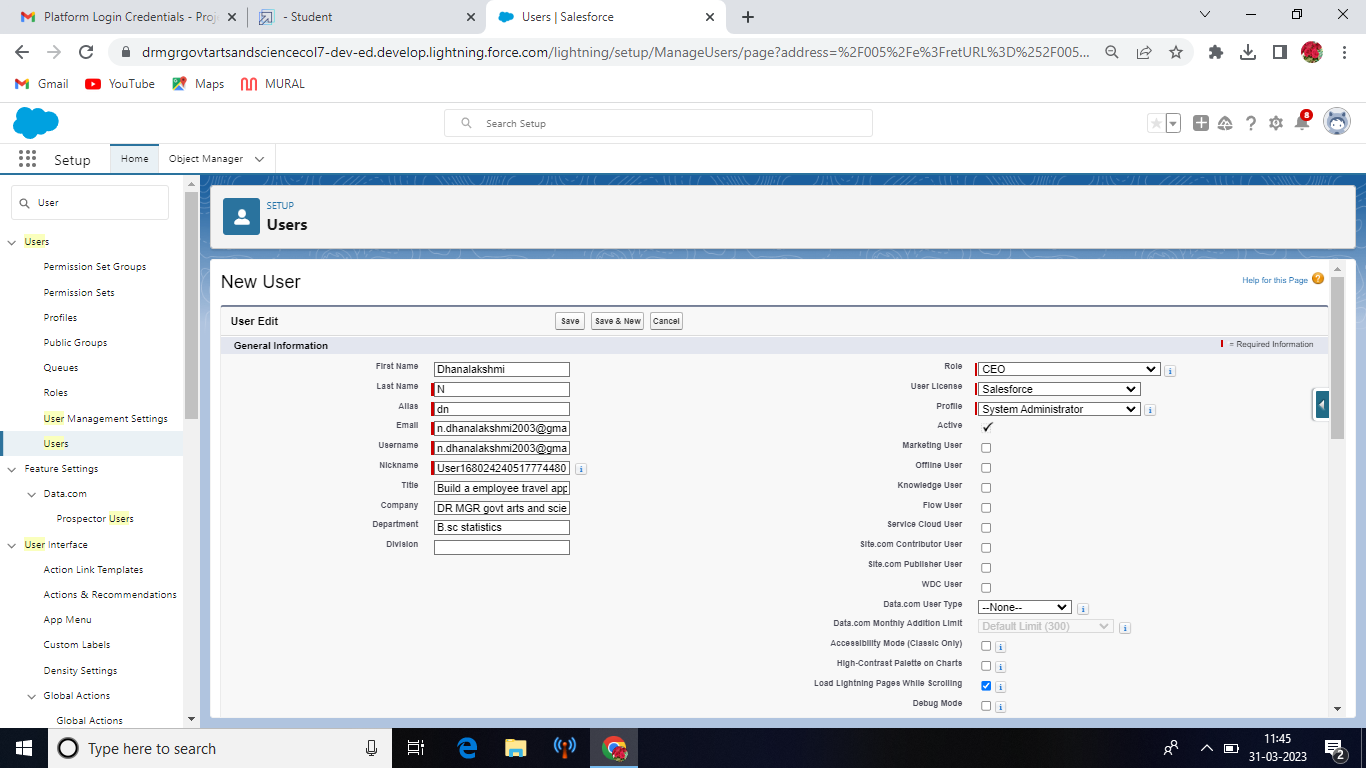 Platform Login Credentials - Proj
- Student
Users | Salesforce
drmgrgovtartsandsciencecol7-dev-ed.develop.lightning.force.com/lightning/setup/ManageUsers/page?address=%2F005%2Fe%3FretURL%3D%252F005...
Gmail YouTube Maps MURAL
Search Setup
8
Setup Home Object Manager
User
Users
Permission Set Groups
Permission Sets
Profiles
Public Groups
Queues
Roles
User Management Settings
Users
Feature Settings
Data.com
Prospector Users
User Interface
Action Link Templates
Actions & Recommendations
App Menu
Custom Labels
Density Settings
Global Actions
Global Actions
SETUP
Users
New User
Help for this Page ?
User Edit Save Save & New Cancel
General Information
= Required Information
First Name Dhanalakshmi
Last Name N
Alias dn
Email n.dhanalakshmi2003@gma
Username n.dhanalakshmi2003@gma
Nickname User168024240517774480 i
Title Build a employee travel app
Company DR MGR govt arts and scie
Department B.sc statistics
Division
Role CEO i
User License Salesforce
Profile System Administrator i
Active
Marketing User
Offline User
Knowledge User
Flow User
Service Cloud User
Site.com Contributor User
Site.com Publisher User
WDC User
Data.com User Type --None-- i
Data.com Monthly Addition Limit Default Limit (300) i
Accessibility Mode (Classic Only) i
High-Contrast Palette on Charts i
Load Lightning Pages While Scrolling i
Debug Mode i
Type here to search
11:45
31-03-2023
2